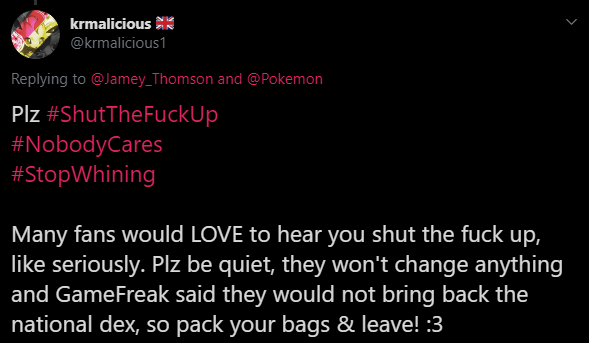 krmalicious 🇬🇧
@krmalicious1
Replying to @Jamey_Thomson and @Pokemon
Plz #ShutTheFuckUp
#NobodyCares
#StopWhining
Many fans would LOVE to hear you shut the fuck up,
like seriously. Plz be quiet, they won't change anything
and GameFreak said they would not bring back the
national dex, so pack your bags & leave! :3